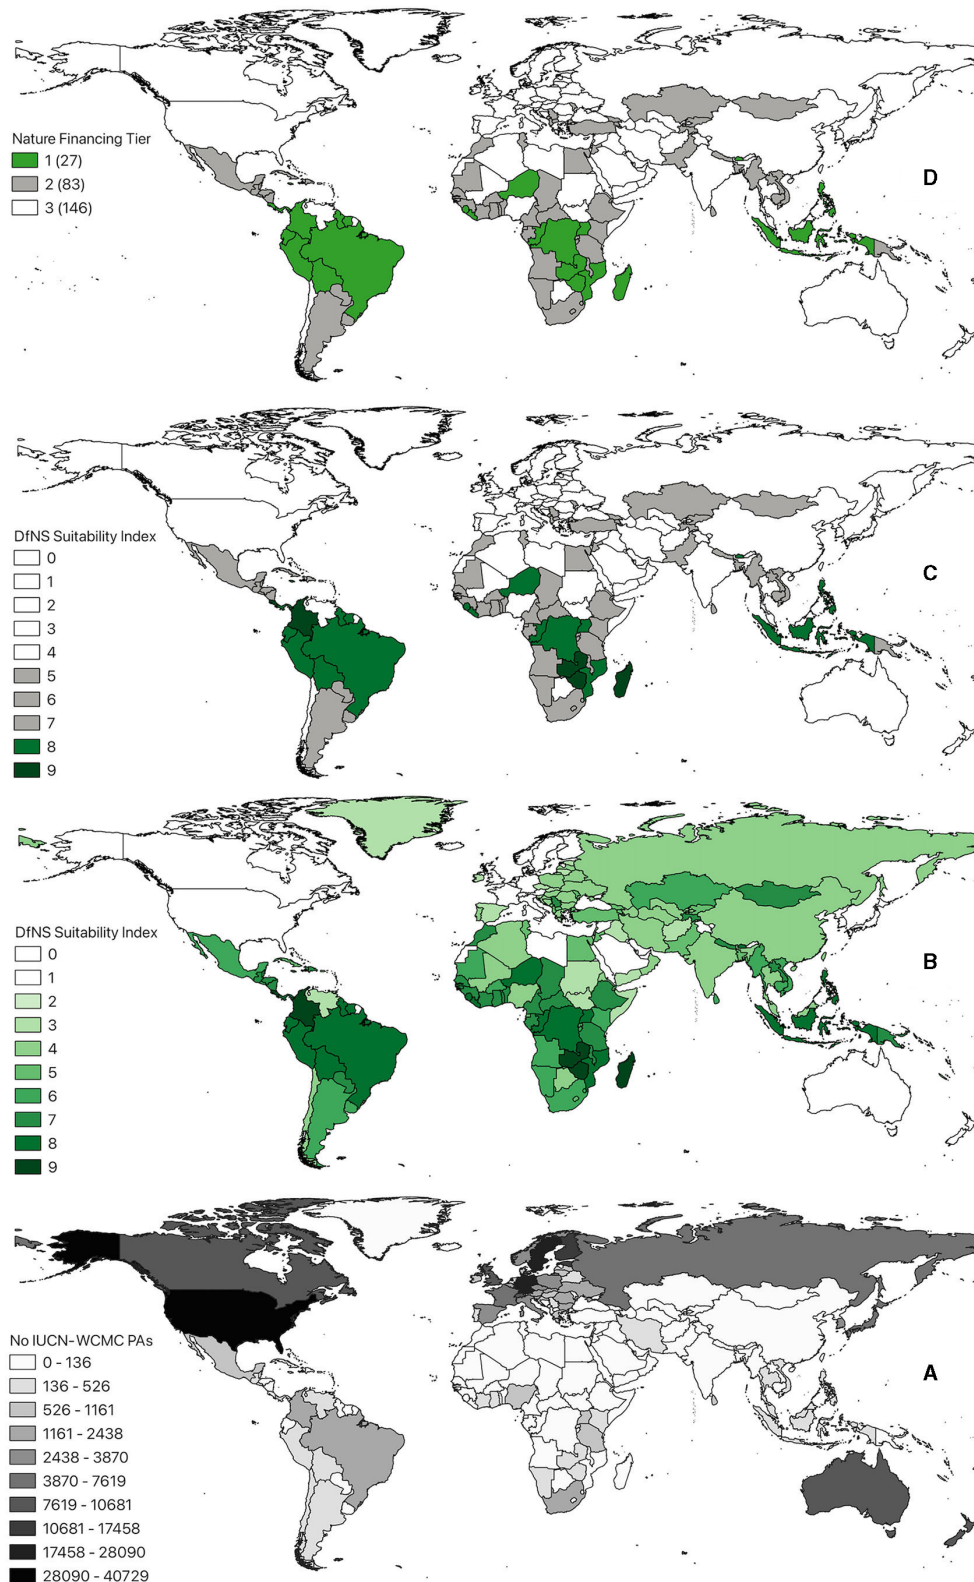 Nature Financing Tier
1 (27)
2 (83)
3 (146)
D
DfNS Suitability Index
0
1
2
3
4
5
6
7
8
9
C
DfNS Suitability Index
0
1
2
3
4
5
6
7
8
9
B
No IUCN-WCMC PAs
0 - 136
136 - 526
526 - 1161
1161 - 2438
2438 - 3870
3870 - 7619
7619 - 10681
10681 - 17458
17458 - 28090
28090 - 40729
A